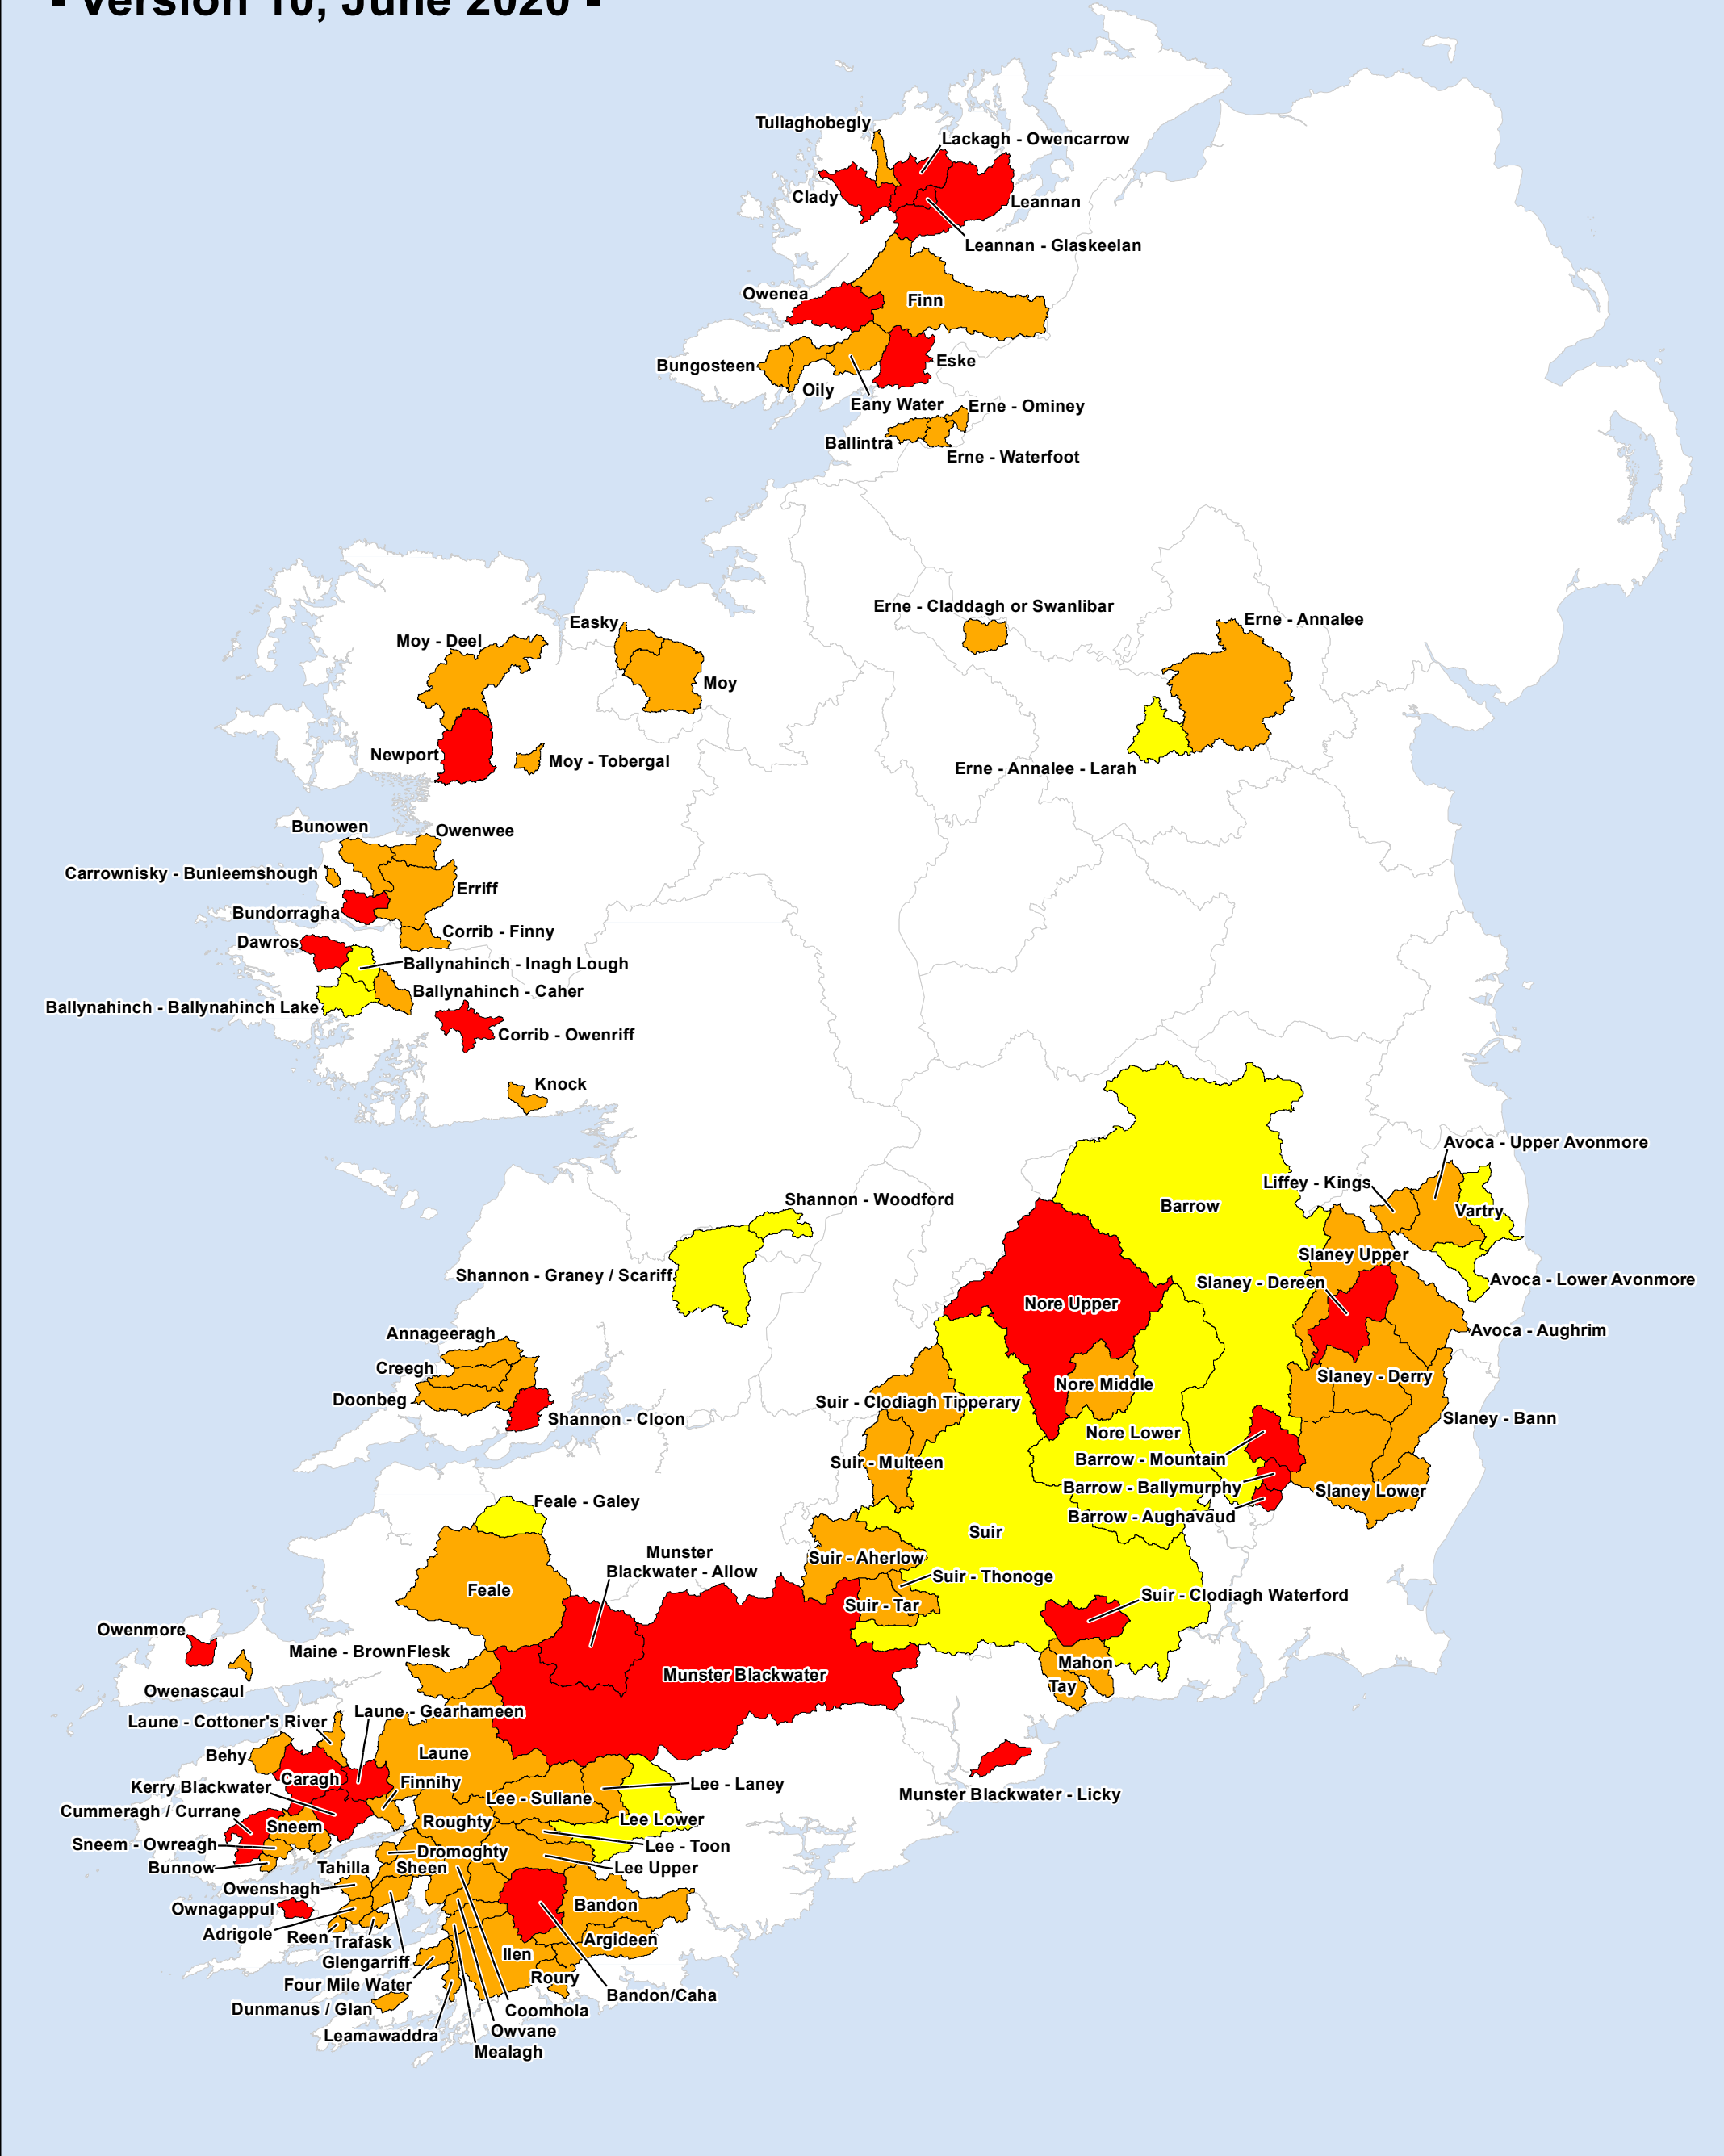 - Version 10, June 2020 -
Tullaghobegly
Lackagh - Owencarrow
Clady
Leannan
Leannan - Glaskeelan
Owenea
Finn
Bungosteen
Eske
Oily
Eany Water
Erne - Ominey
Ballintra
Erne - Waterfoot
Erne - Claddagh or Swanlibar
Erne - Annalee
Easky
Moy - Deel
Moy
Newport
Moy - Tobergal
Erne - Annalee - Larah
Bunowen
Owenwee
Carrownisky - Bunleemshough
Erriff
Bundorragha
Corrib - Finny
Dawros
Ballynahinch - Inagh Lough
Ballynahinch - Caher
Ballynahinch - Ballynahinch Lake
Corrib - Owenriff
Knock
Avoca - Upper Avonmore
Liffey - Kings
Shannon - Woodford
Barrow
Vartry
Slaney Upper
Shannon - Graney / Scariff
Slaney - Dereen
Avoca - Lower Avonmore
Nore Upper
Annageeragh
Avoca - Aughrim
Creegh
Slaney - Derry
Nore Middle
Doonbeg
Suir - Clodiagh Tipperary
Shannon - Cloon
Slaney - Bann
Nore Lower
Barrow - Mountain
Suir - Multeen
Barrow - Ballymurphy
Slaney Lower
Feale - Galey
Barrow - Aughavaud
Suir
Munster
Blackwater - Allow
Suir - Aherlow
Suir - Thonoge
Feale
Suir - Clodiagh Waterford
Suir - Tar
Owenmore
Maine - BrownFlesk
Mahon
Munster Blackwater
Tay
Owenascaul
Laune - Gearhameen
Laune - Cottoner's River
Behy
Laune
Caragh
Finnihy
Lee - Laney
Kerry Blackwater
Munster Blackwater - Licky
Lee - Sullane
Cummeragh / Currane
Lee Lower
Roughty
Sneem
Sneem - Owreagh
Lee - Toon
Dromoghty
Bunnow
Tahilla
Sheen
Lee Upper
Owenshagh
Bandon
Ownagappul
Adrigole
Reen
Trafask
Argideen
Ilen
Glengarriff
Roury
Four Mile Water
Bandon/Caha
Dunmanus / Glan
Coomhola
Leamawaddra
Owvane
Mealagh